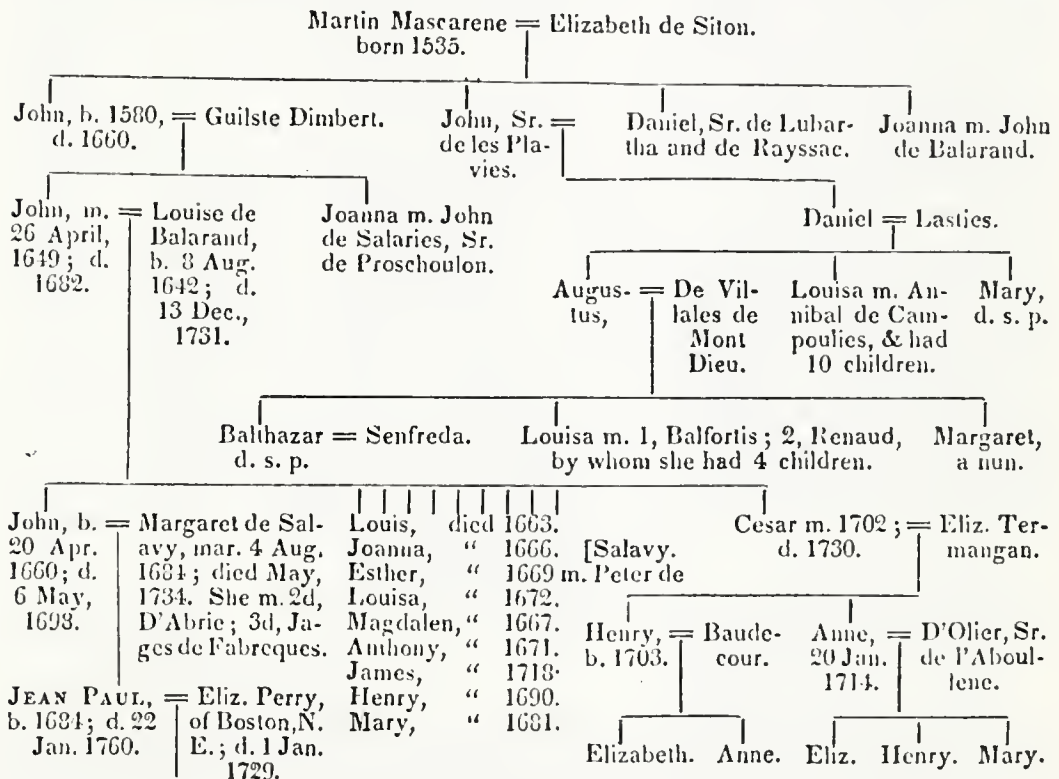 Martin Mascarene = Elizabeth de Siton.
born 1535.
John, b. 1580, = Guilste Dimbert.
d. 1660.
John, Sr. =
de les Pla-
vies.
Daniel, Sr. de Lubar-
tha and de Rayssac.
Joanna m. John
de Balarand.
John, m. =
26 April,
1649; d.
1682.
Louise de
Balarand,
b. 8 Aug.
1642; d.
13 Dec.,
1731.
Joanna m. John
de Salaries, Sr.
de Proschoulon.
Daniel = Lasties.
Augus- =
tus,
De Vil-
lales de
Mont
Dieu.
Louisa m. An-
nibal de Cam-
poulies, & had
10 children.
Mary,
d. s. p.
Balthazar = Senfreda.
d. s. p.
Louisa m. 1, Balfortis; 2, Renaud,
by whom she had 4 children.
Margaret,
a nun.
John, b. =
20 Apr.
1660; d.
6 May,
1698.
Margaret de Sal-
avy, mar. 4 Aug.
1684; died May,
1734. She m. 2d,
D'Abrie; 3d, Ja-
ges de Fabreques.
Louis, died 1663.
Joanna, “ 1666. [Salavy.
Esther, “ 1669 m. Peter de
Louisa, “ 1672.
Magdalen, “ 1667.
Anthony, “ 1671.
James, “ 1718.
Henry, “ 1690.
Mary, “ 1681.
Cesar m. 1702; =
d. 1730.
Eliz. Ter-
mangan.
Henry, =
b. 1703.
Baude-
cour.
Anne, =
20 Jan.
1714.
D'Olier, Sr.
de l'Aboul-
lene.
JEAN PAUL, =
b. 1684; d. 22
Jan. 1760.
Eliz. Perry,
of Boston, N.
E.; d. 1 Jan.
1729.
Elizabeth. Anne. Eliz. Henry. Mary.